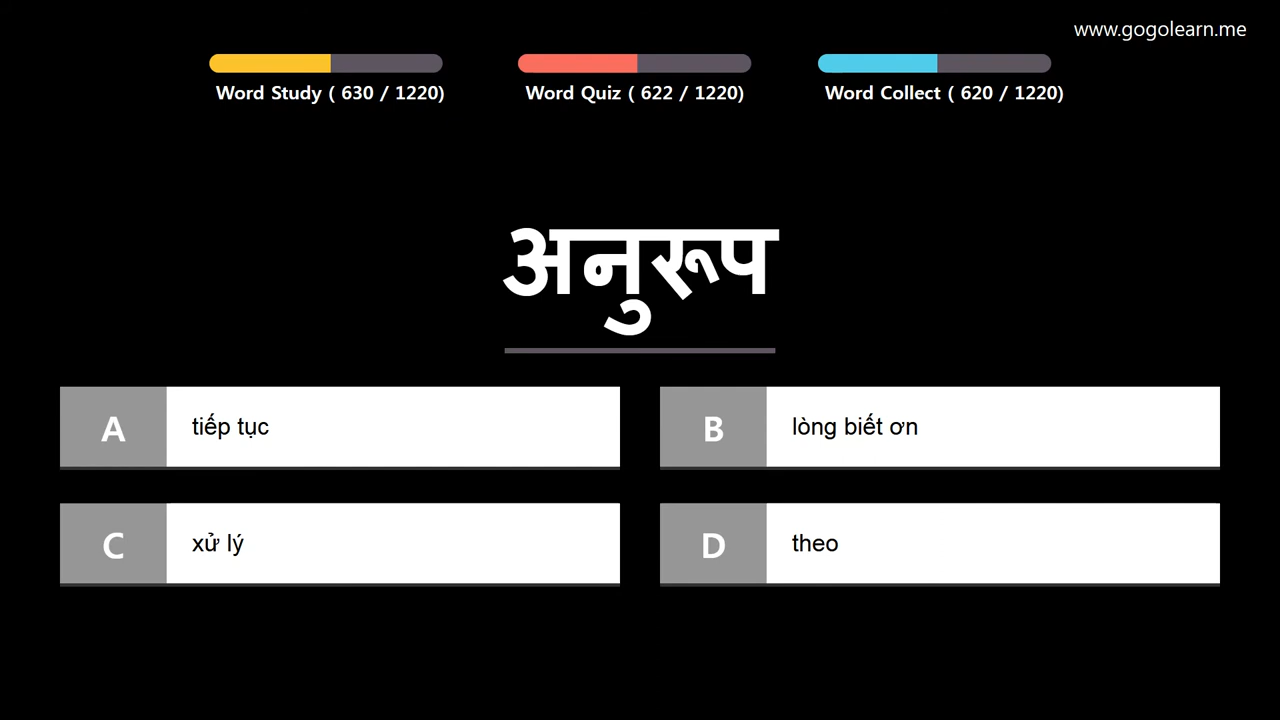 www.gogolearn.me
Word Study ( 630 / 1220)
Word Quiz ( 622 / 1220)
Word Collect ( 620 / 1220)
अनुरूप
A tiếp tục
B lòng biết ơn
C xử lý
D theo